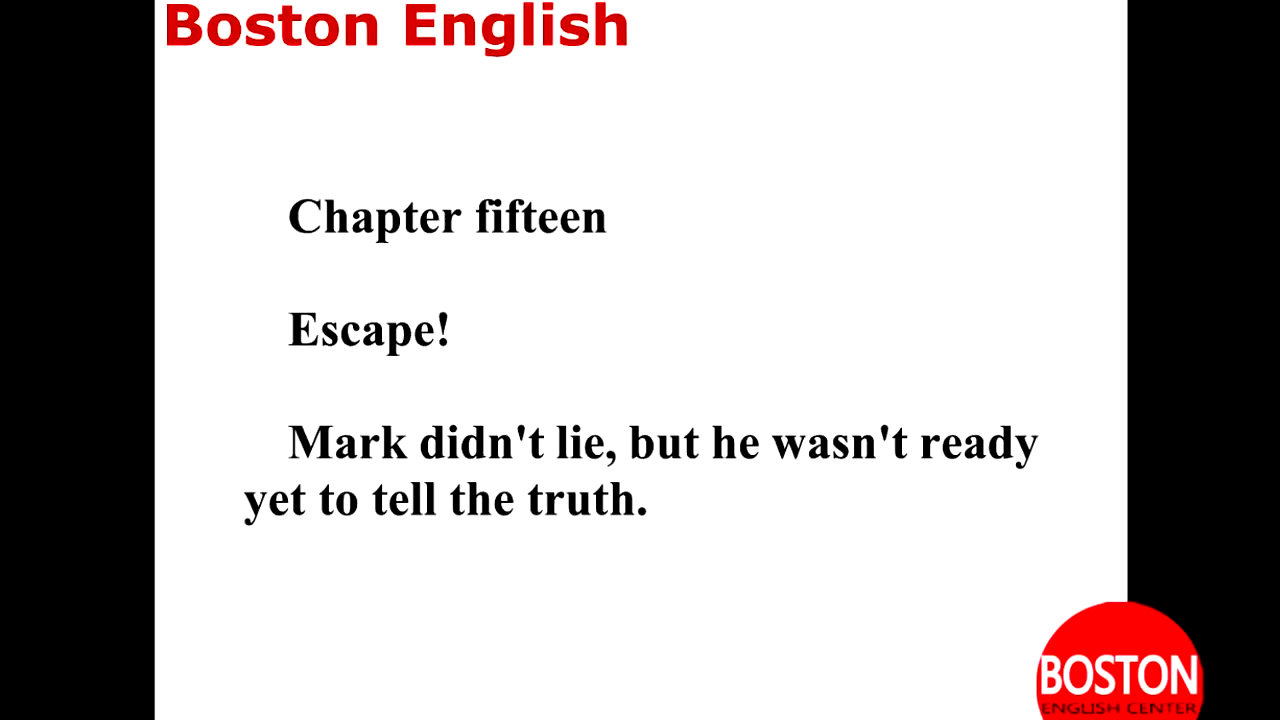 Boston English
Chapter fifteen
Escape!
Mark didn't lie, but he wasn't ready
yet to tell the truth.
BOSTON
ENGLISH CENTER